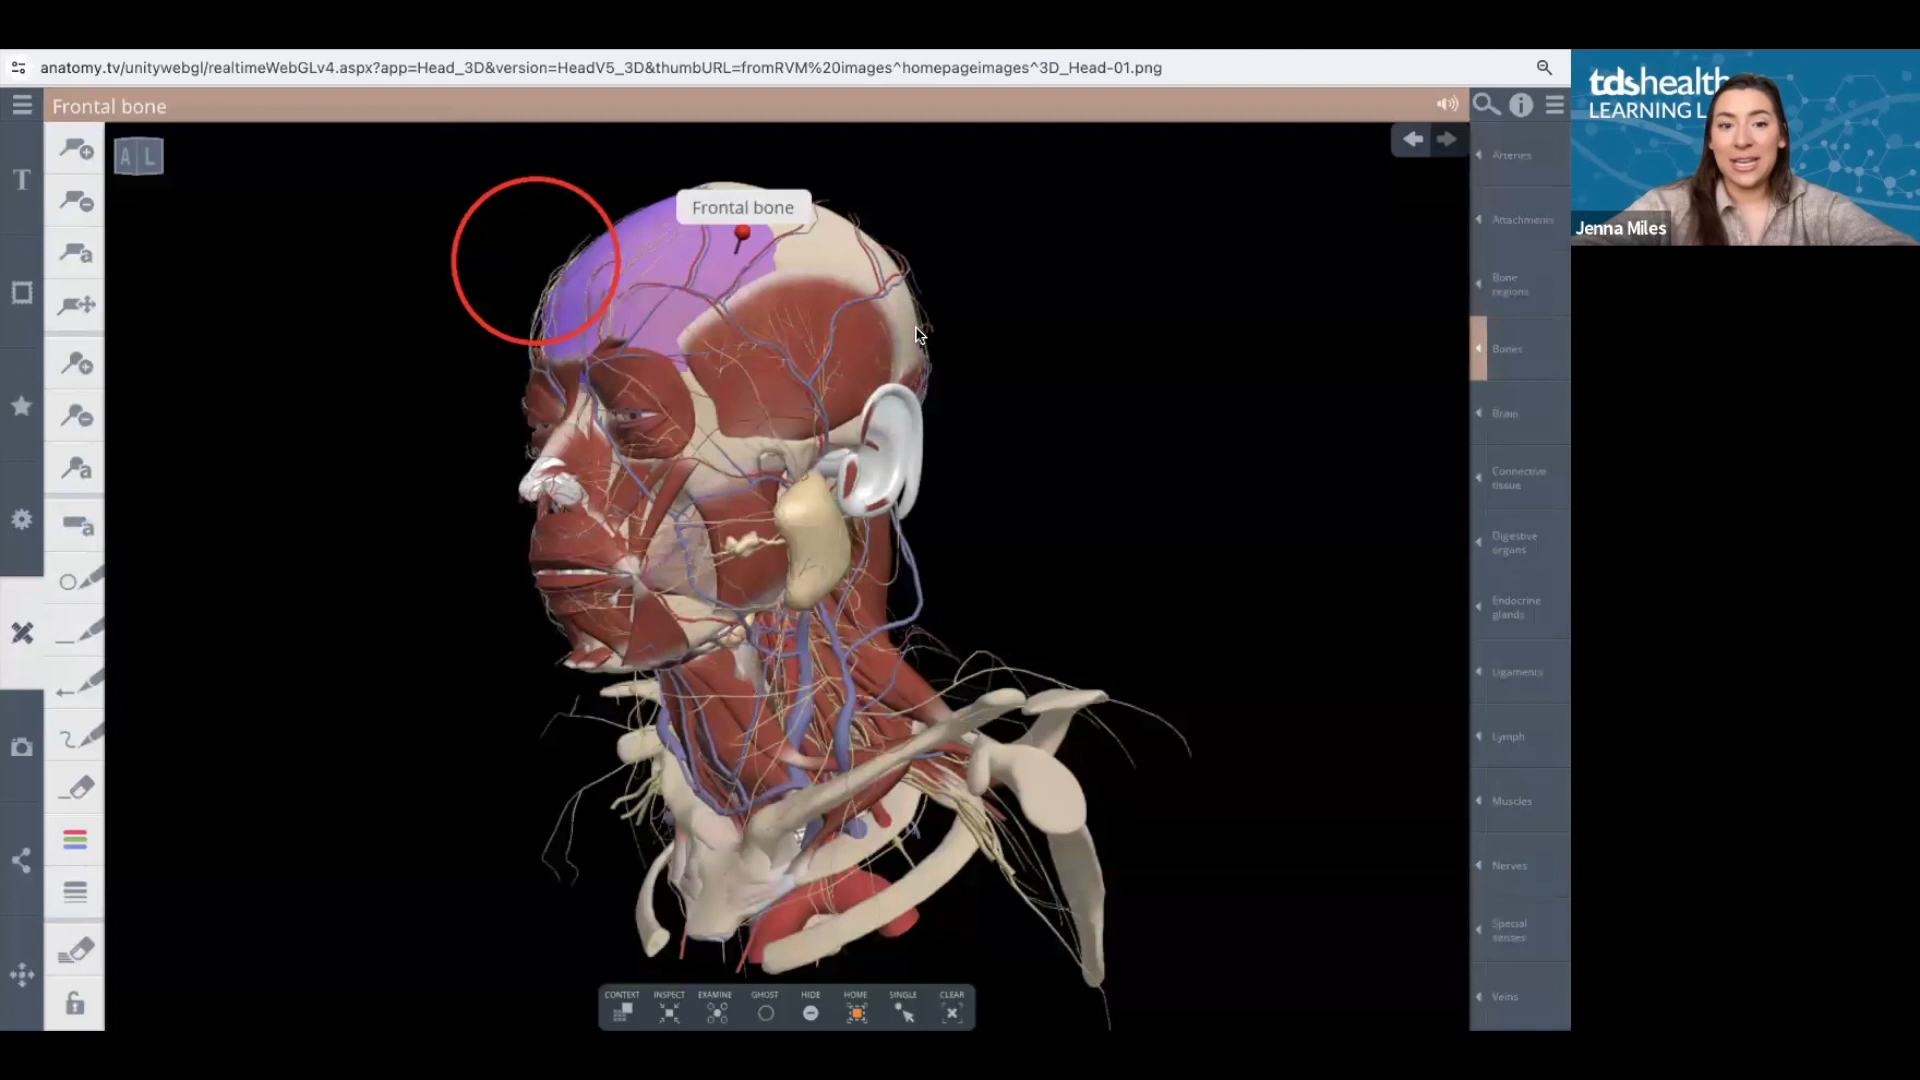 anatomy.tv/unitywebgl/realtimeWebGLv4.aspx?app=Head_3D&version=HeadV5_3D&thumbURL=fromRVM%20images^homepageimages^3D_Head-01.png
tdshealth
LEARNING L
Frontal bone
T
a
a
a
A L
Frontal bone
Jenna Miles
Arteries
Attachments
Bone
regions
Bones
Brain
Connective
tissue
Digestive
organs
Endocrine
glands
Ligaments
Lymph
Muscles
Nerves
Special
senses
Veins
CONTEXT INSPECT EXAMINE GHOST HIDE HOME SINGLE CLEAR